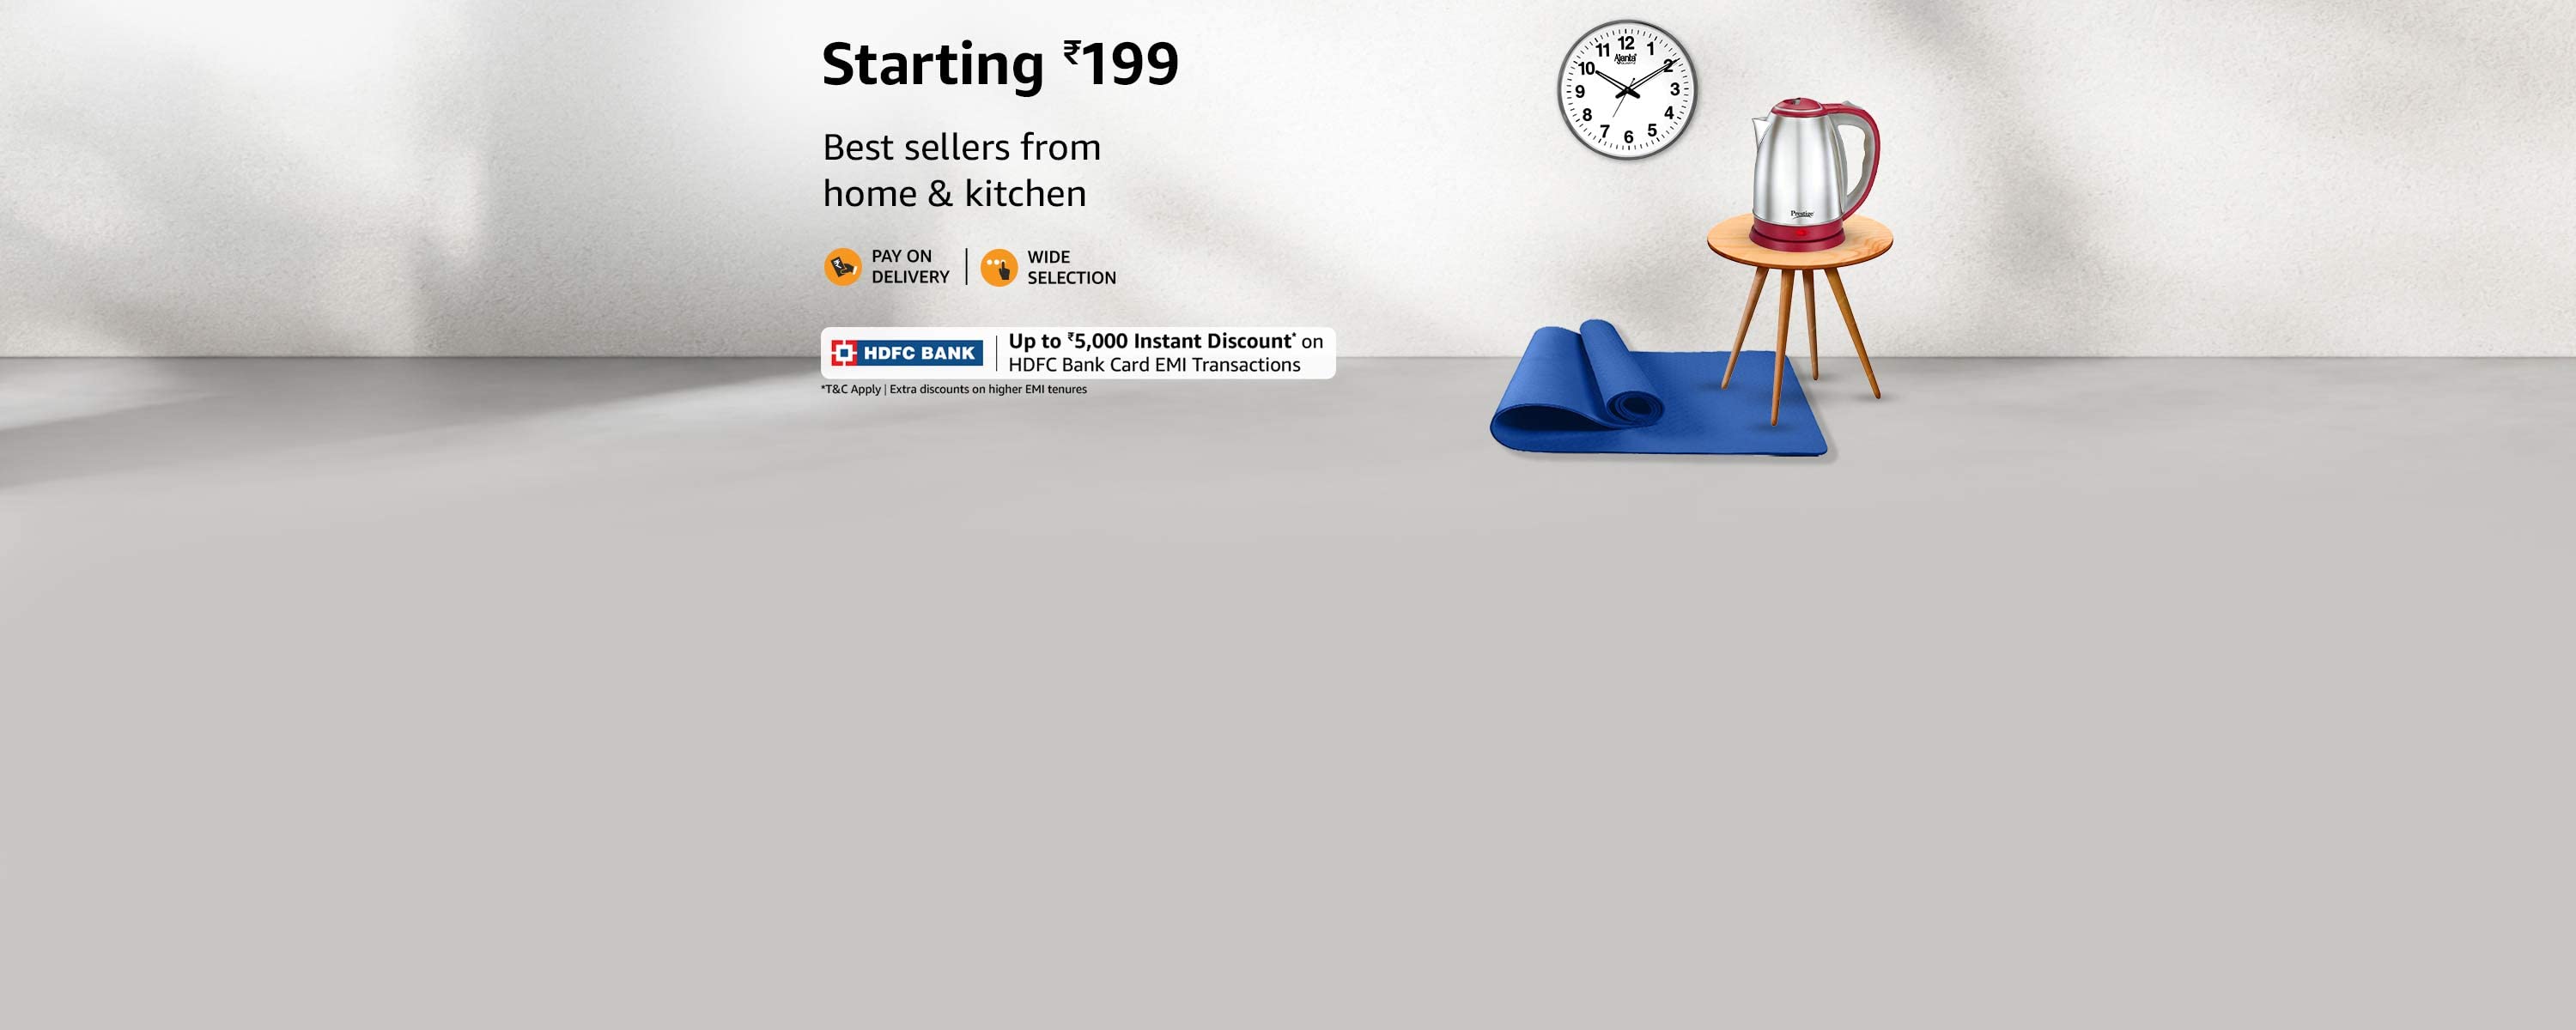 Starting ₹199
Best sellers from
home & kitchen
PAY ON
DELIVERY
WIDE
SELECTION
HDFC BANK
Up to ₹5,000 Instant Discount* on
HDFC Bank Card EMI Transactions
*T&C Apply | Extra discounts on higher EMI tenures
12
1
2
3
4
5
6
7
8
9
10
11
Ajanta
Prestige